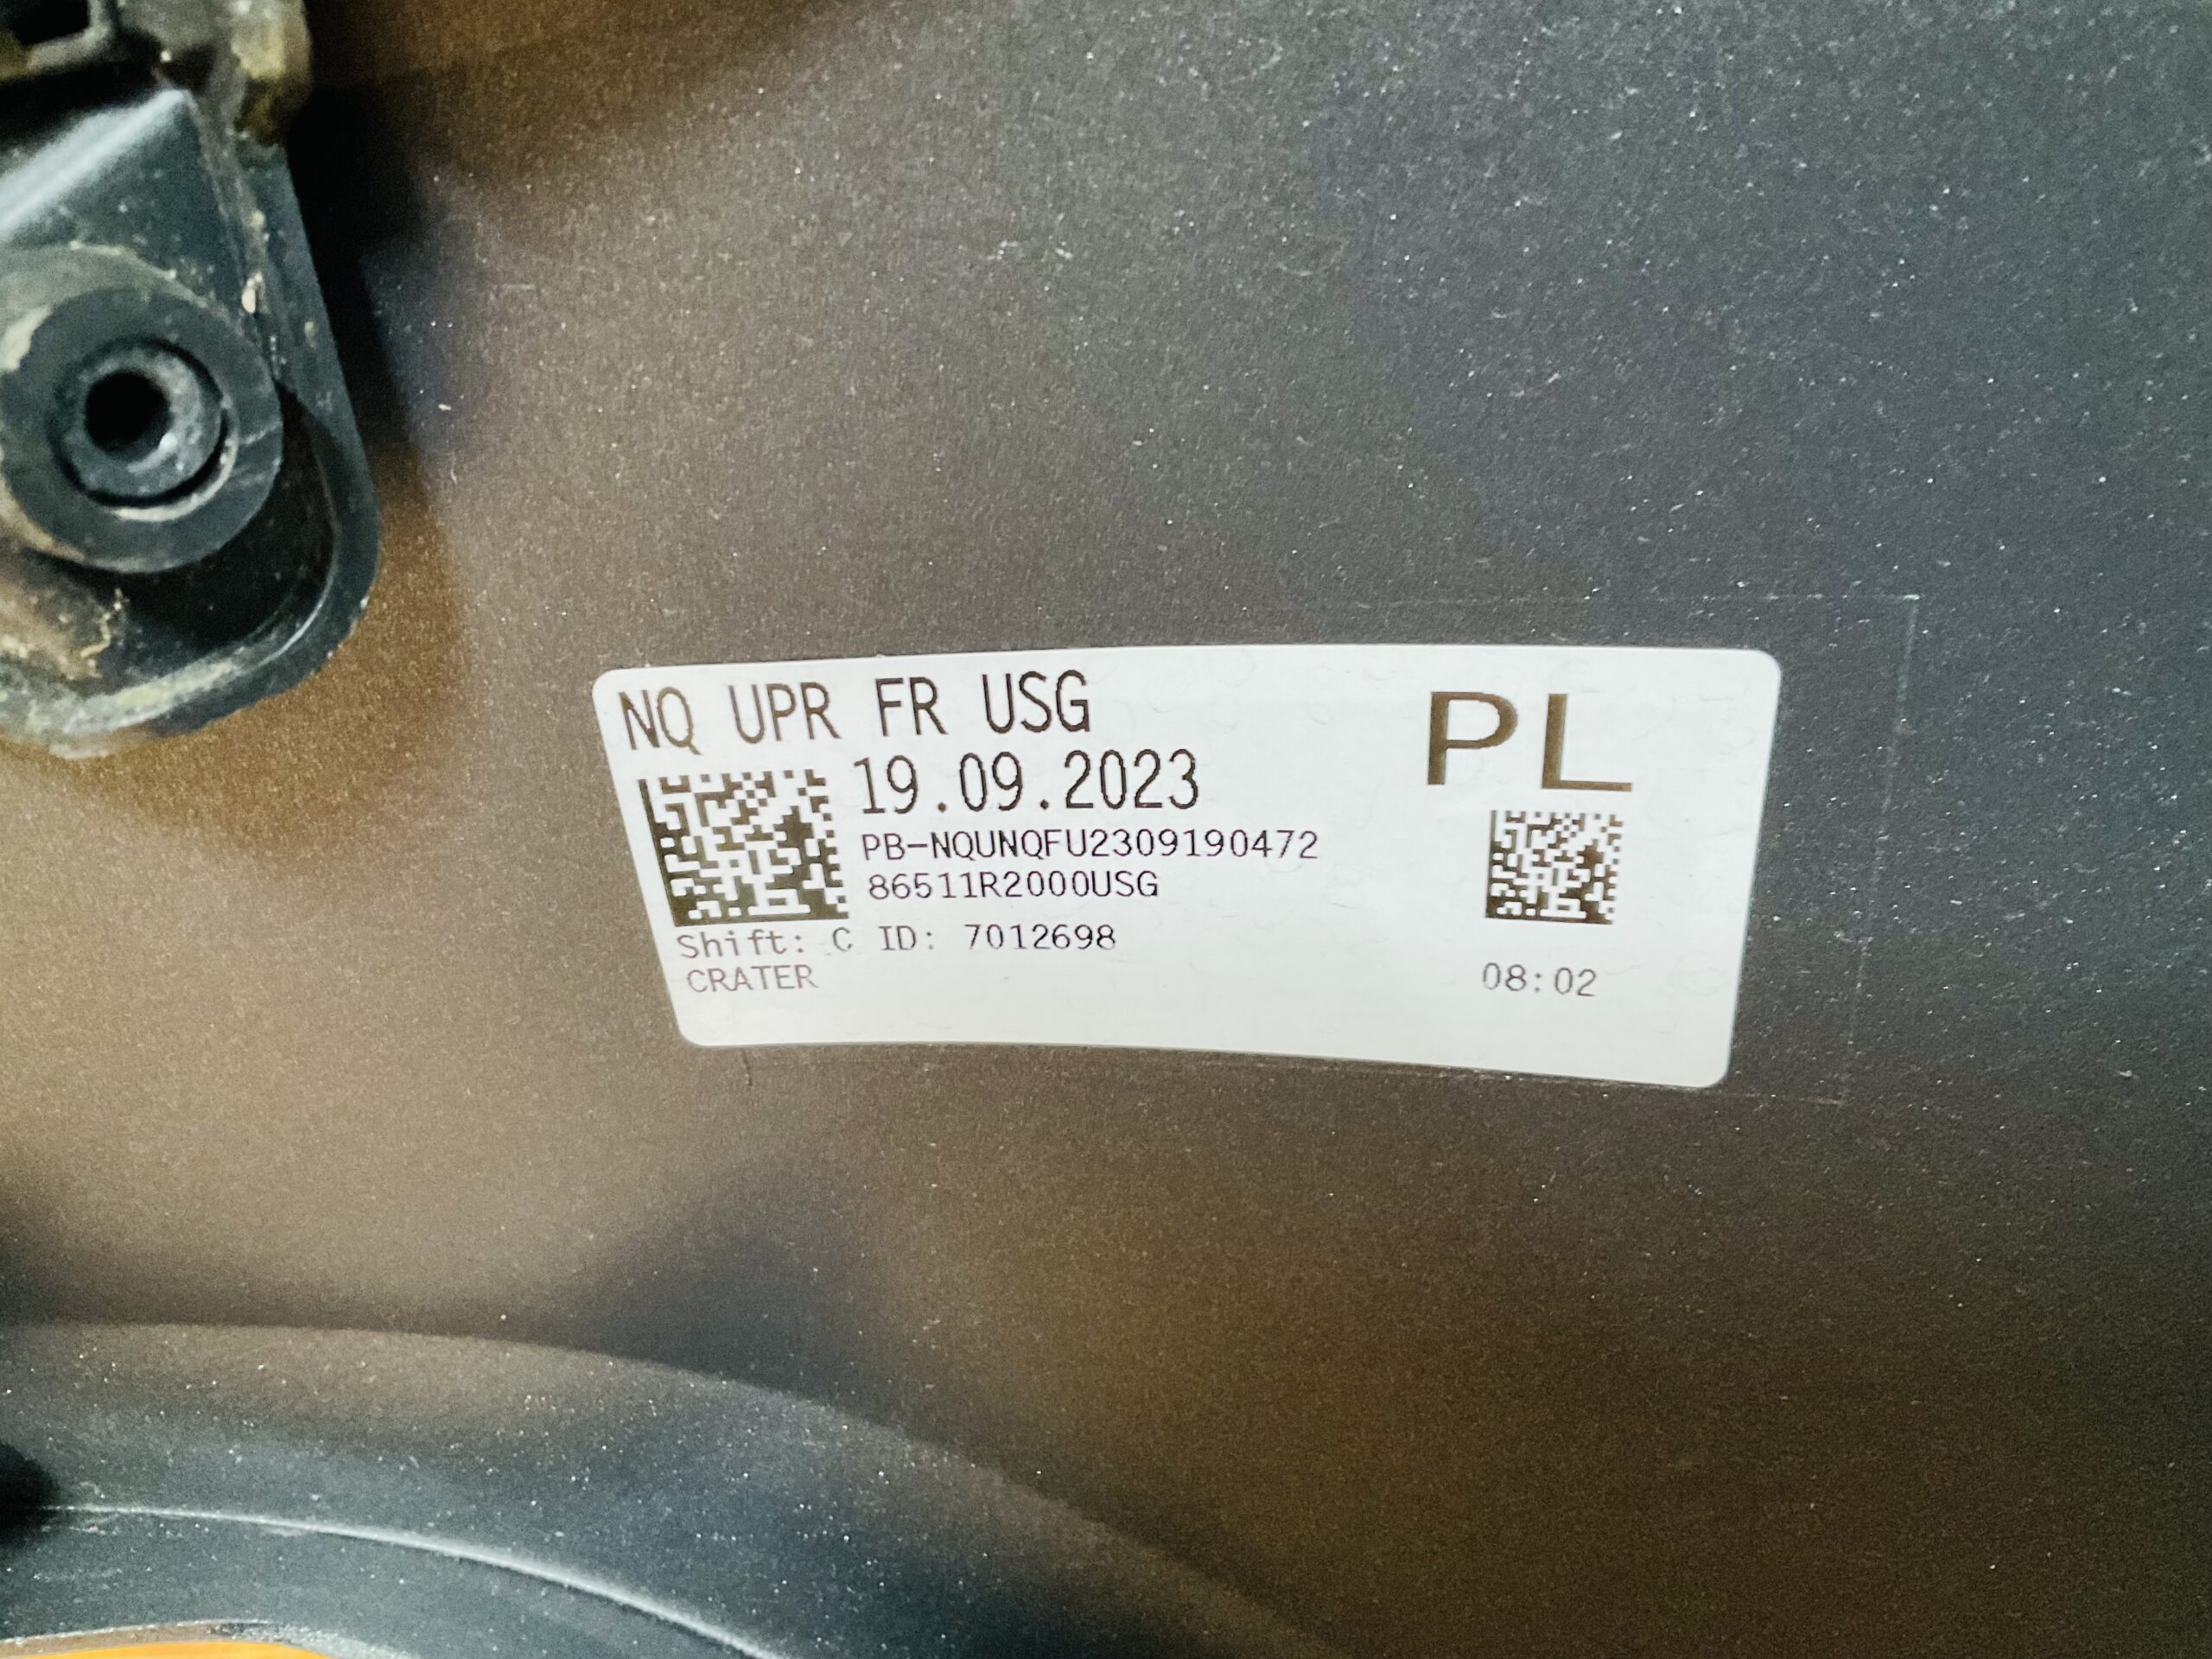 NQ UPR FR USG
PL
19.09.2023
PB-NQUNQFU2309190472
86511R2000USG
Shift: C ID: 7012698
CRATER
08:02